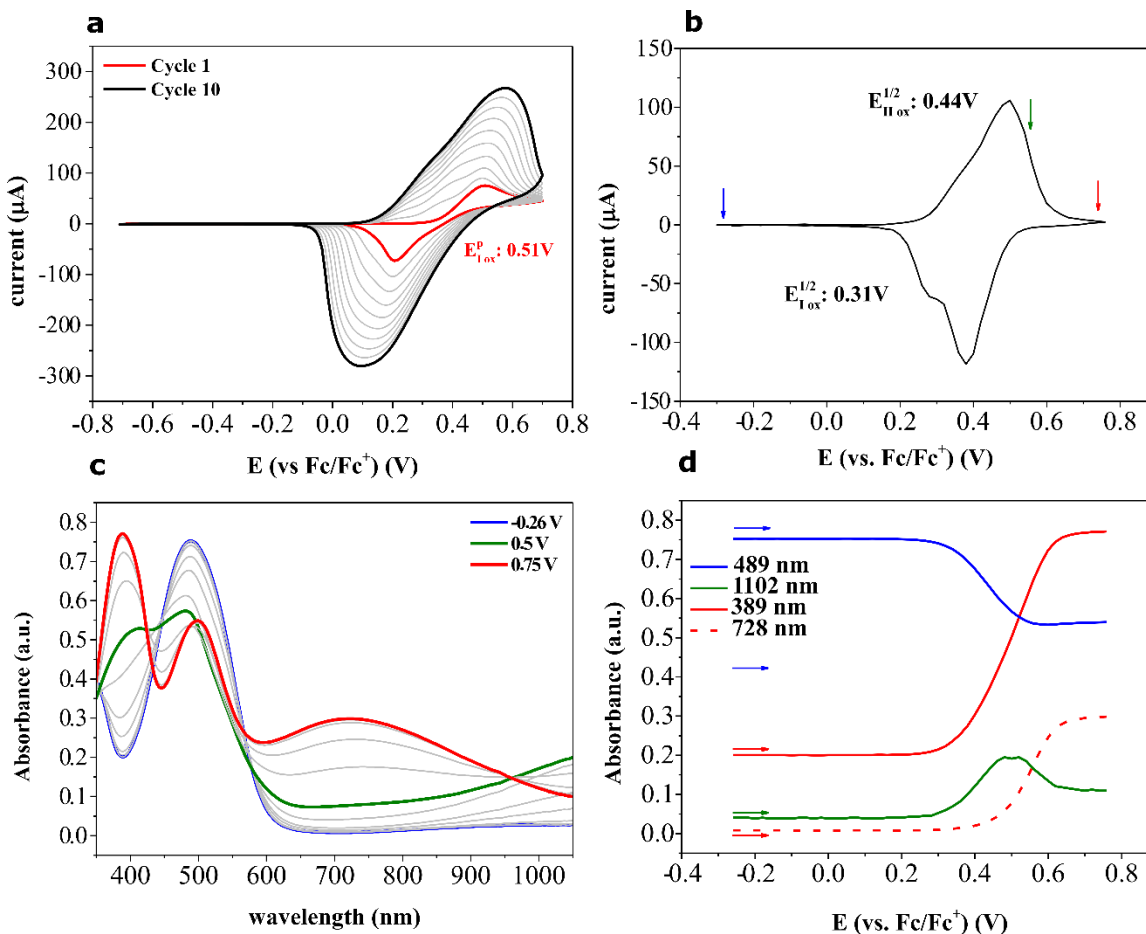 a
Cycle 1
Cycle 10
300
200
100
0
-100
-200
-300
current (µA)
E^p_I ox: 0.51V
-0.8 -0.6 -0.4 -0.2 0.0 0.2 0.4 0.6 0.8
E (vs Fc/Fc⁺) (V)
b
150
100
50
0
-50
-100
-150
current (µA)
E^1/2_II ox: 0.44V
E^1/2_I ox: 0.31V
-0.4 -0.2 0.0 0.2 0.4 0.6 0.8
E (vs. Fc/Fc⁺) (V)
c
0.8
0.7
0.6
0.5
0.4
0.3
0.2
0.1
0.0
Absorbance (a.u.)
-0.26 V
0.5 V
0.75 V
400 500 600 700 800 900 1000
wavelength (nm)
d
0.8
0.7
0.6
0.5
0.4
0.3
0.2
0.1
0.0
Absorbance (a.u.)
489 nm
1102 nm
389 nm
728 nm
-0.4 -0.2 0.0 0.2 0.4 0.6 0.8
E (vs. Fc/Fc⁺) (V)